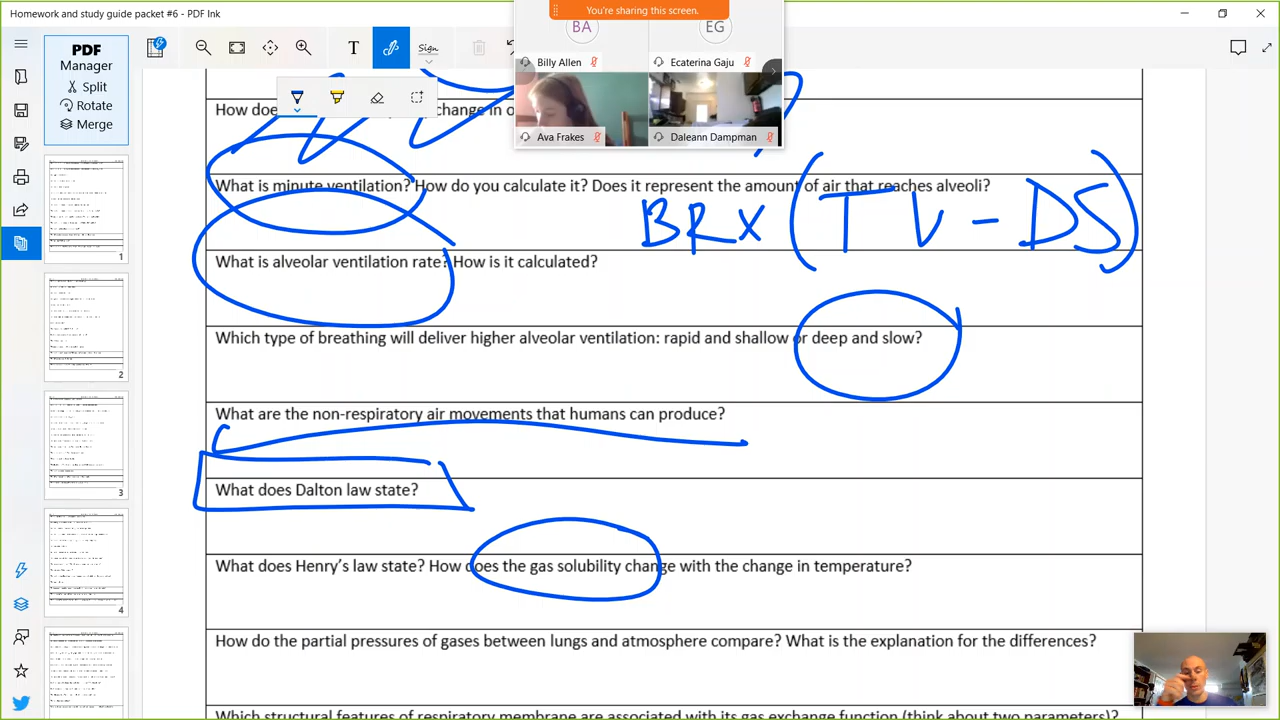 Homework and study guide packet #6 - PDF Ink
You're sharing this screen.
PDF
Manager
Split
Rotate
Merge
T
Sign
BA
EG
Billy Allen
Ecaterina Gaju
Ava Frakes
Daleann Dampman
How doe change in o
What is minute ventilation? How do you calculate it? Does it represent the amount of air that reaches alveoli?
BR x (TV - DS)
What is alveolar ventilation rate? How is it calculated?
Which type of breathing will deliver higher alveolar ventilation: rapid and shallow or deep and slow?
What are the non-respiratory air movements that humans can produce?
What does Dalton law state?
What does Henry's law state? How does the gas solubility change with the change in temperature?
How do the partial pressures of gases between lungs and atmosphere compare? What is the explanation for the differences?
Which structural features of respiratory membrane are associated with its gas exchange function (think about two parameters)?
1
2
3
4